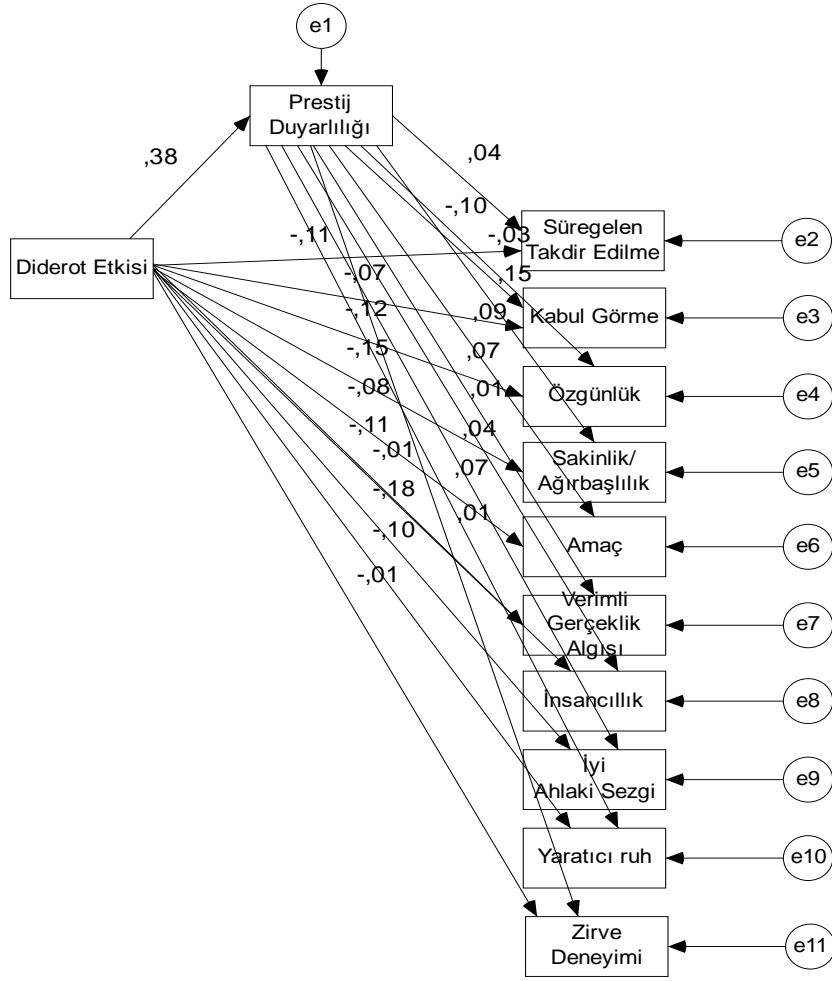 e1
Prestij
Duyarlılığı
,38
,04
-,10
Diderot Etkisi
Süregelen
Takdir Edilme
e2
-,11
-,03
-,07
,15
Kabul Görme
e3
-,12
,09
-,15
,07
Özgünlük
e4
-,08
,01
-,11
,04
Sakinlik/
Ağırbaşlılık
e5
-,01
,07
-,18
,01
Amaç
e6
-,10
-,01
Verimli
Gerçeklik
Algısı
e7
İnsancıllık
e8
İyi
Ahlaki Sezgi
e9
Yaratıcı ruh
e10
Zirve
Deneyimi
e11